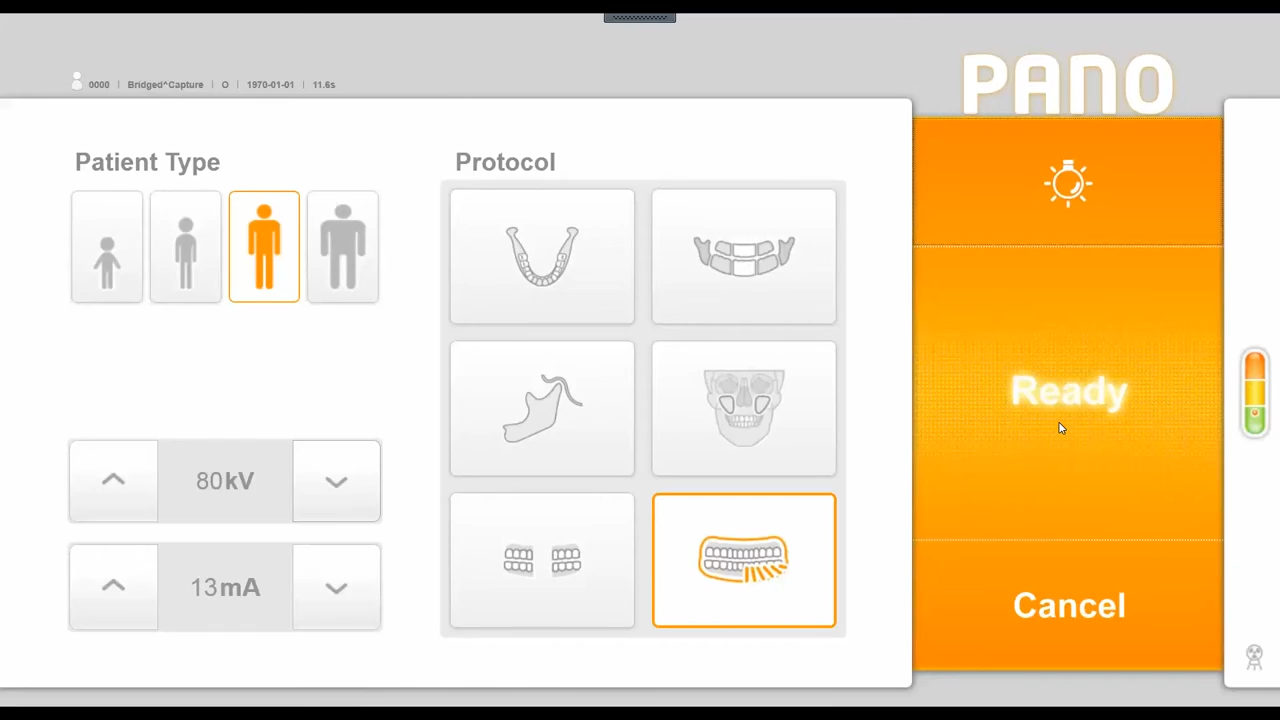 PANO
0000 | Bridged^Capture | O | 1970-01-01 | 11.6s
Patient Type
Protocol
80kV
13mA
Ready
Cancel